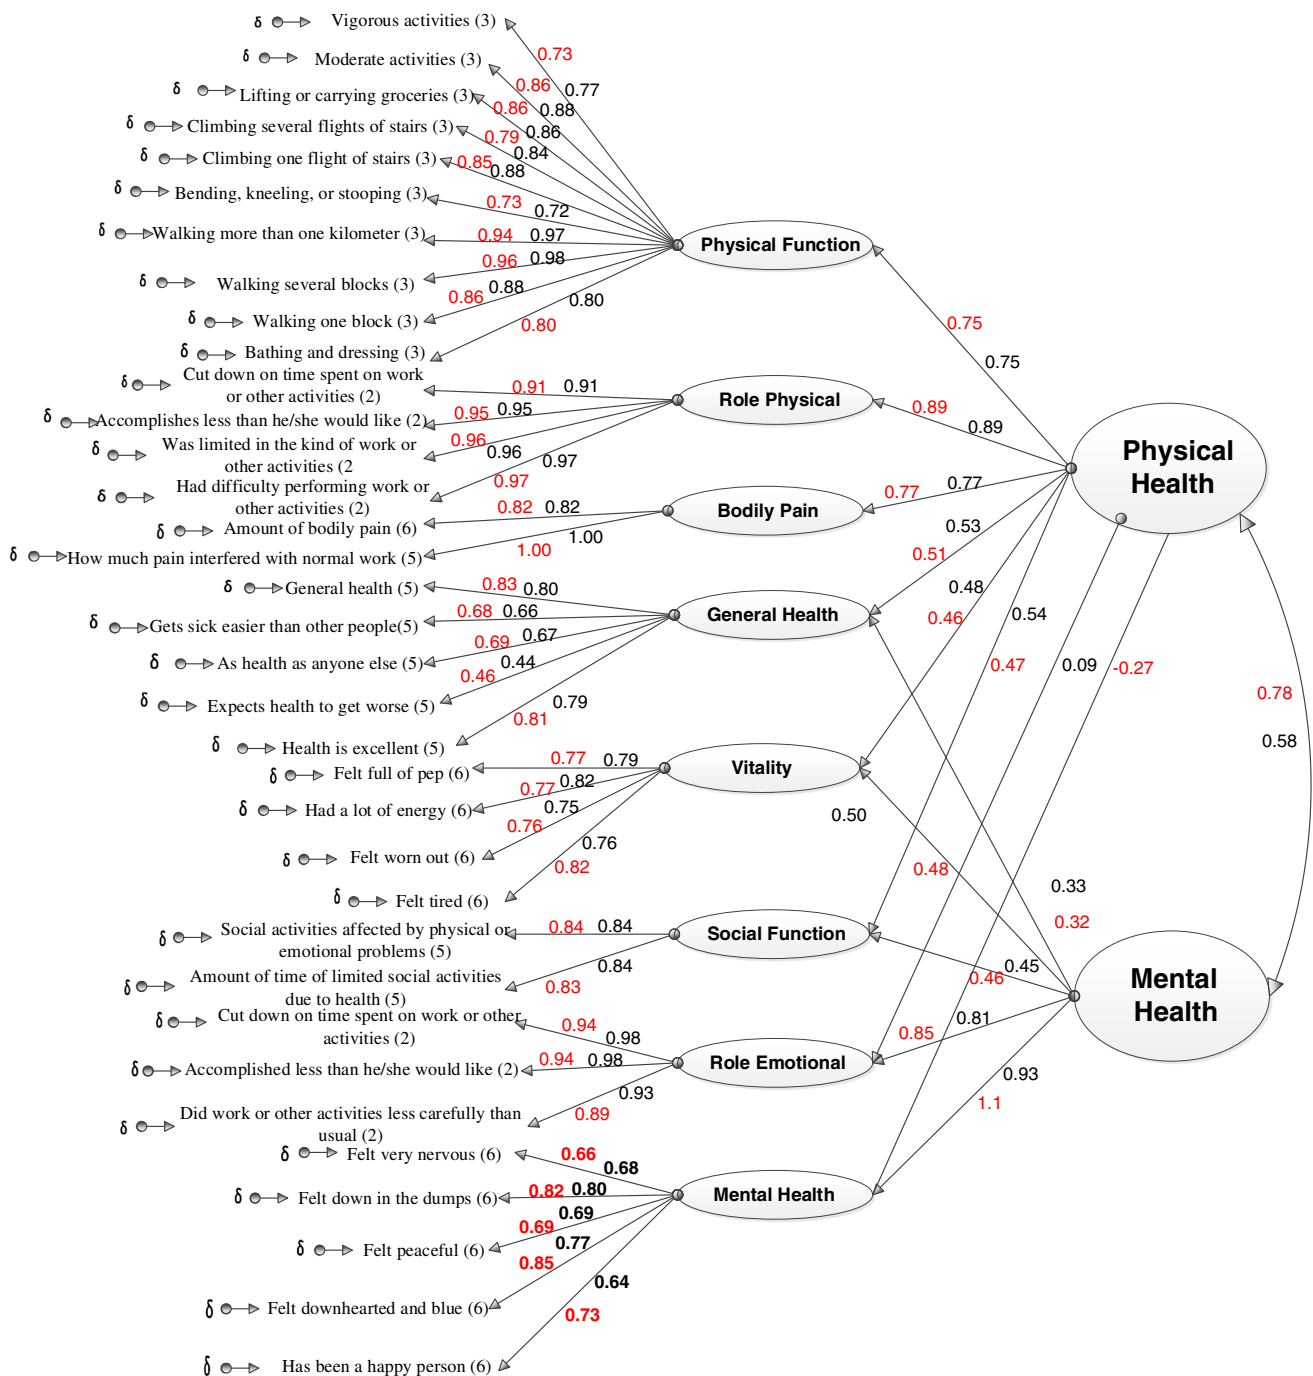 δ Vigorous activities (3)
0.73
δ Moderate activities (3)
0.86 0.77
δ Lifting or carrying groceries (3)
0.86 0.88
δ Climbing several flights of stairs (3)
0.79 0.86
δ Climbing one flight of stairs (3)
0.85 0.84
0.88
δ Bending, kneeling, or stooping (3)
0.73 0.72
δ Walking more than one kilometer (3)
0.94 0.97
δ Walking several blocks (3)
0.96 0.98
0.86 0.88
δ Walking one block (3)
0.80
0.80
δ Bathing and dressing (3)
Physical Function
0.75
0.75
δ Cut down on time spent on work
or other activities (2)
0.91 0.91
δ Accomplishes less than he/she would like (2)
0.95 0.95
δ Was limited in the kind of work or
other activities (2
0.96
0.96
δ Had difficulty performing work or
other activities (2)
0.97
0.97
Role Physical
0.89
0.89
δ Amount of bodily pain (6)
0.82 0.82
δ How much pain interfered with normal work (5)
1.00
1.00
Bodily Pain
0.77 0.77
Physical
Health
δ General health (5)
0.83 0.80
δ Gets sick easier than other people(5)
0.68 0.66
δ As health as anyone else (5)
0.69 0.67
δ Expects health to get worse (5)
0.46 0.44
δ Health is excellent (5)
0.81
0.79
General Health
0.53
0.51
0.48
0.46
0.54
0.47
0.09
-0.27
0.78
0.58
δ Felt full of pep (6)
0.77 0.79
δ Had a lot of energy (6)
0.77 0.82
δ Felt worn out (6)
0.76
0.75
δ Felt tired (6)
0.76
0.82
Vitality
0.50
0.48
0.33
0.32
δ Social activities affected by physical or
emotional problems (5)
0.84 0.84
δ Amount of time of limited social activities
due to health (5)
0.83
0.84
Social Function
0.45
0.46
Mental
Health
δ Cut down on time spent on work or other
activities (2)
0.94
0.98
δ Accomplished less than he/she would like (2)
0.94 0.98
δ Did work or other activities less carefully than
usual (2)
0.89
0.93
Role Emotional
0.85 0.81
δ Felt very nervous (6)
0.66
0.68
δ Felt down in the dumps (6)
0.82 0.80
δ Felt peaceful (6)
0.69
0.69
δ Felt downhearted and blue (6)
0.85
0.77
δ Has been a happy person (6)
0.64
0.73
Mental Health
0.93
1.1